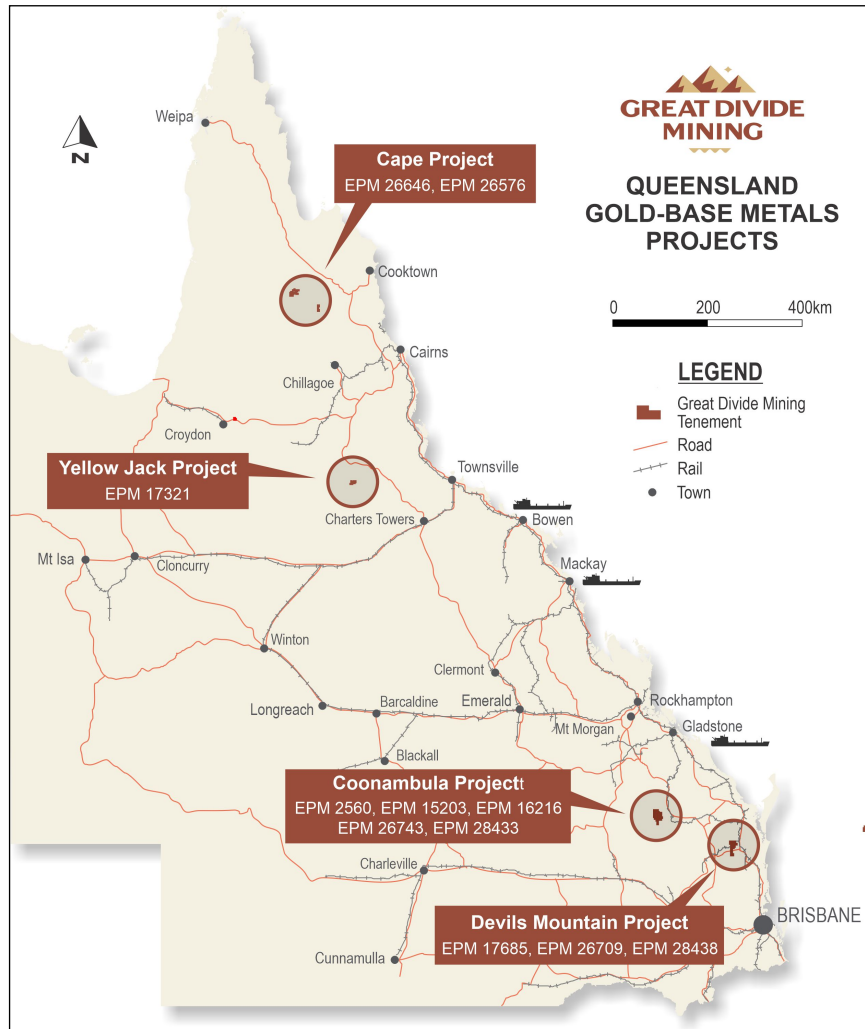 GREAT DIVIDE
MINING
QUEENSLAND
GOLD-BASE METALS
PROJECTS
0 200 400km
LEGEND
Great Divide Mining
Tenement
Road
Rail
Town
N
Weipa
Cape Project
EPM 26646, EPM 26576
Cooktown
Cairns
Chillagoe
Croydon
Yellow Jack Project
EPM 17321
Townsville
Charters Towers
Bowen
Mt Isa
Cloncurry
Mackay
Winton
Clermont
Longreach
Barcaldine
Emerald
Rockhampton
Mt Morgan
Gladstone
Blackall
Coonambula Projectt
EPM 2560, EPM 15203, EPM 16216
EPM 26743, EPM 28433
Charleville
Devils Mountain Project
EPM 17685, EPM 26709, EPM 28438
BRISBANE
Cunnamulla